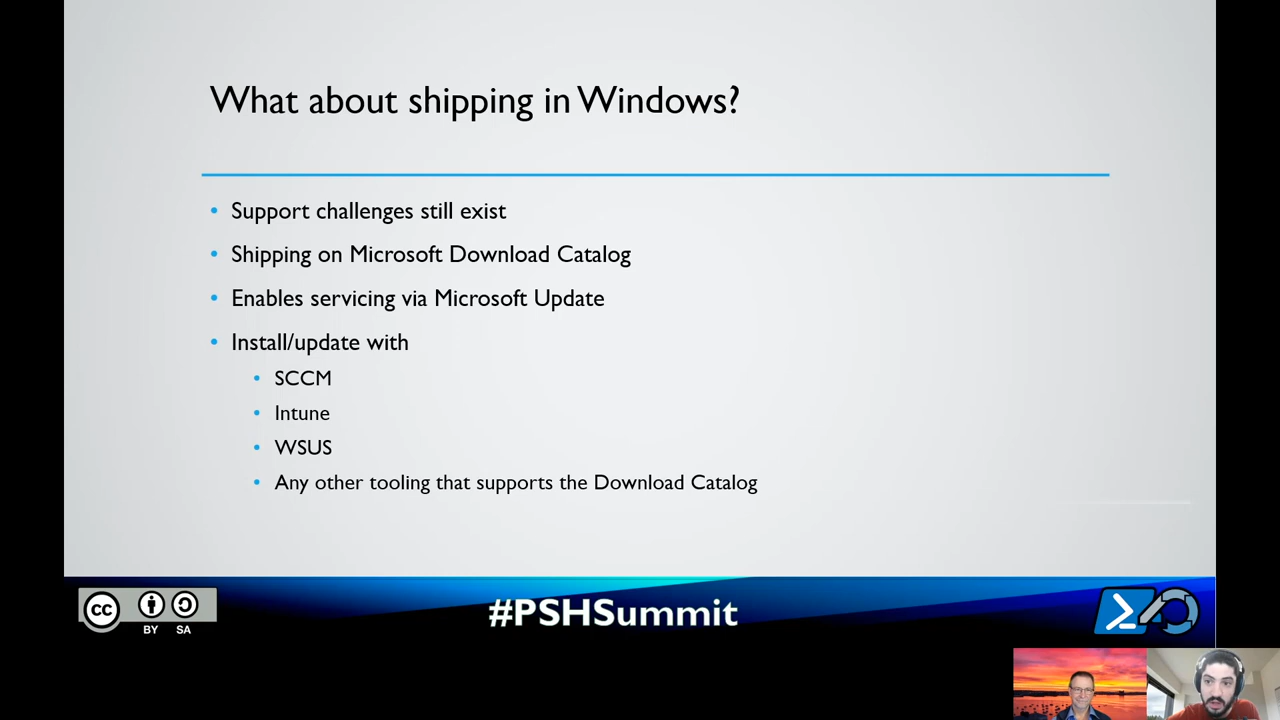 What about shipping in Windows?
• Support challenges still exist
• Shipping on Microsoft Download Catalog
• Enables servicing via Microsoft Update
• Install/update with
• SCCM
• Intune
• WSUS
• Any other tooling that supports the Download Catalog
cc
BY SA
#PSHSummit